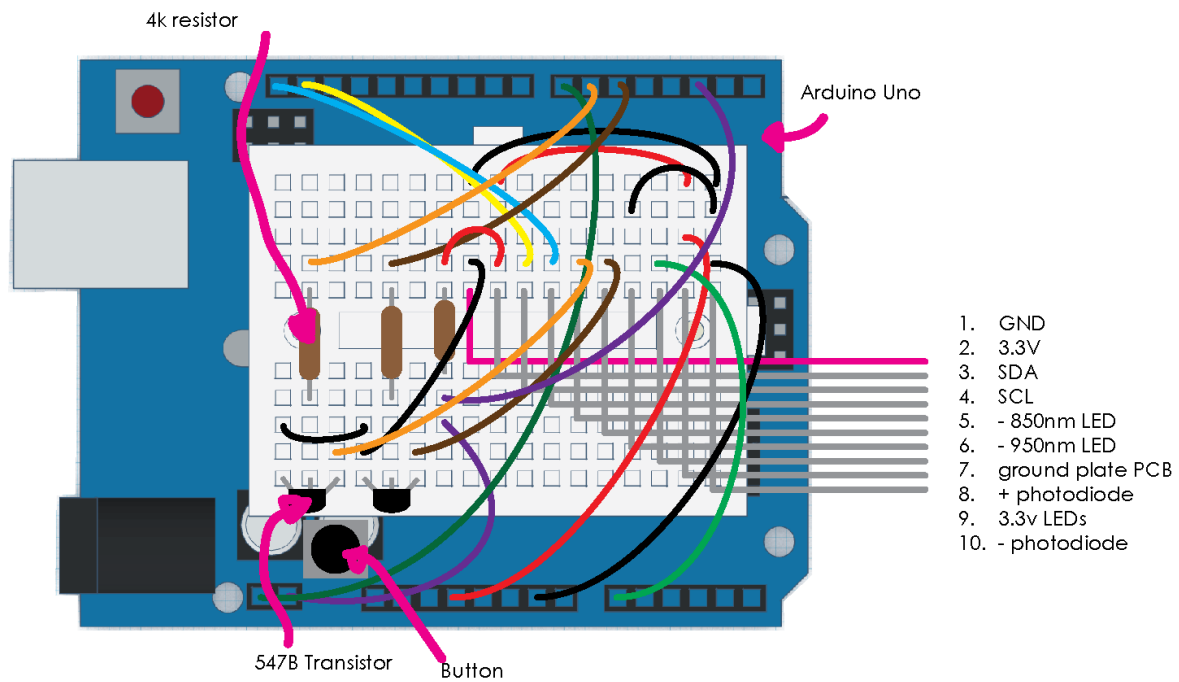 4k resistor
Arduino Uno
1. GND
2. 3.3V
3. SDA
4. SCL
5. - 850nm LED
6. - 950nm LED
7. ground plate PCB
8. + photodiode
9. 3.3v LEDs
10. - photodiode
547B Transistor
Button